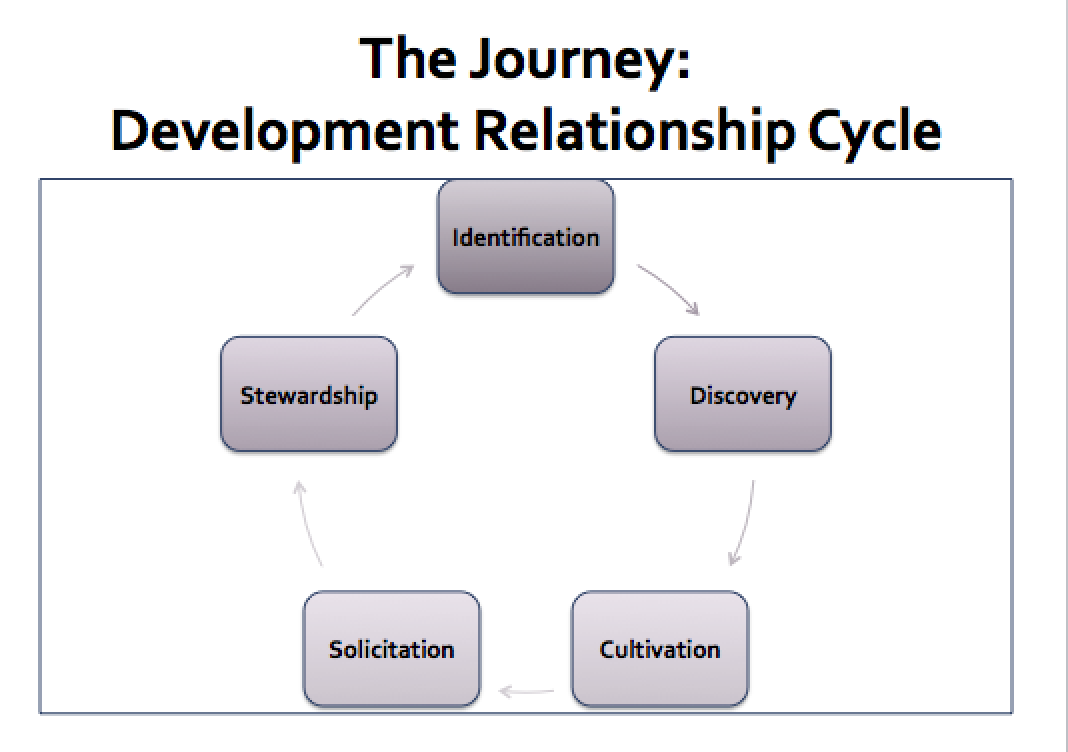 The Journey:
Development Relationship Cycle
Identification
Stewardship
Discovery
Solicitation
Cultivation